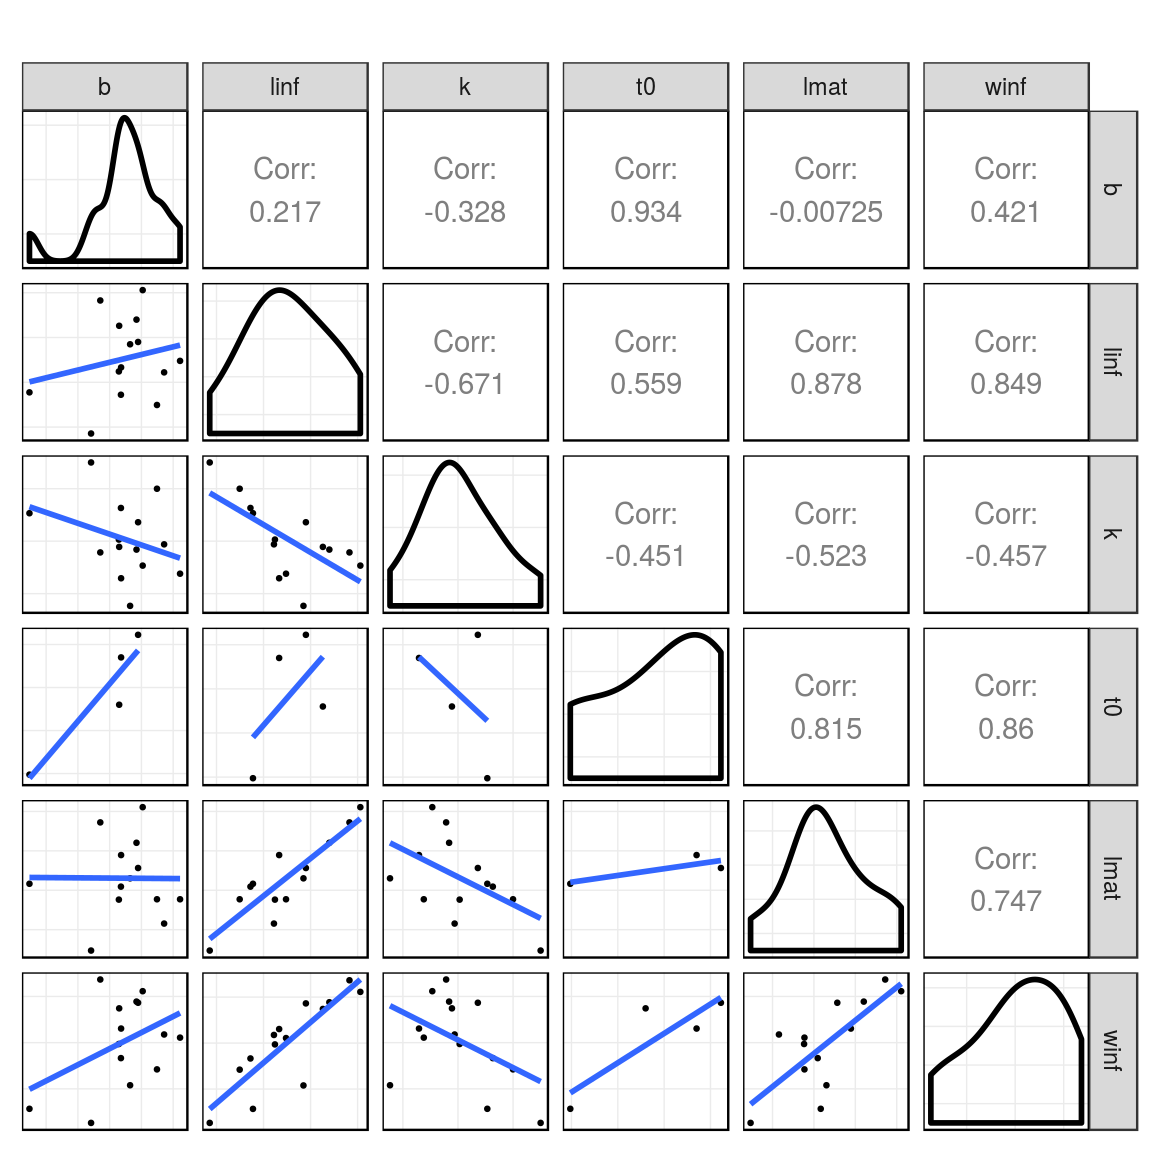 b linf k t0 lmat winf
Corr: Corr: Corr: Corr: Corr:
0.217 -0.328 0.934 -0.00725 0.421
b
Corr: Corr: Corr: Corr:
-0.671 0.559 0.878 0.849
linf
Corr: Corr: Corr:
-0.451 -0.523 -0.457
k
Corr: Corr:
0.815 0.86
t0
Corr:
0.747
lmat
winf